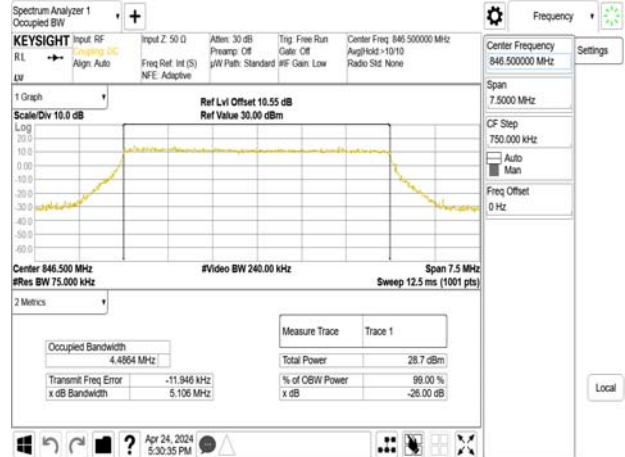 Spectrum Analyzer 1
Occupied BW
+
Frequency
KEYSIGHT
RL
Input: RF
Coupling: DC
Align: Auto
Input Z: 50 Ω
Freq Ref: Int (S)
NFE: Adaptive
Atten: 30 dB
Preamp: Off
µW Path: Standard
Trig: Free Run
Gate: Off
#IF Gain: Low
Center Freq: 846.500000 MHz
Avg|Hold:>10/10
Radio Std: None
Center Frequency
846.500000 MHz
Settings
Span
7.5000 MHz
CF Step
750.000 kHz
Auto
Man
Freq Offset
0 Hz
Local
1 Graph
Scale/Div 10.0 dB
Ref Lvl Offset 10.55 dB
Ref Value 30.00 dBm
Log
20.0
10.0
0.00
-10.0
-20.0
-30.0
-40.0
-50.0
-60.0
Center 846.500 MHz
#Res BW 75.000 kHz
#Video BW 240.00 kHz
Span 7.5 MHz
Sweep 12.5 ms (1001 pts)
2 Metrics
Occupied Bandwidth
4.4864 MHz
Transmit Freq Error -11.946 kHz
x dB Bandwidth 5.106 MHz
Measure Trace Trace 1
Total Power 28.7 dBm
% of OBW Power 99.00 %
x dB -26.00 dB
?
Apr 24, 2024
5:30:35 PM